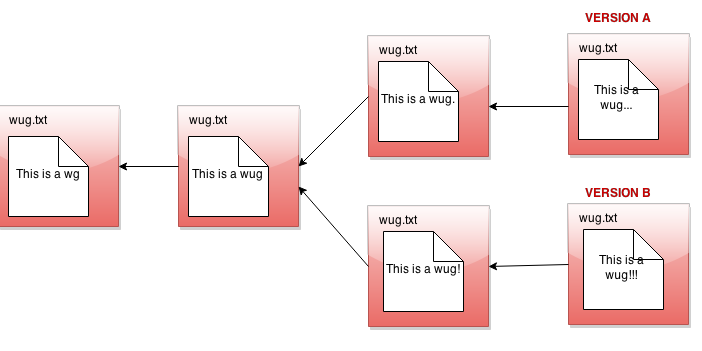 VERSION A
wug.txt
This is a wg
wug.txt
This is a wug
wug.txt
This is a wug.
wug.txt
This is a
wug...
VERSION B
wug.txt
This is a wug!
wug.txt
This is a
wug!!!